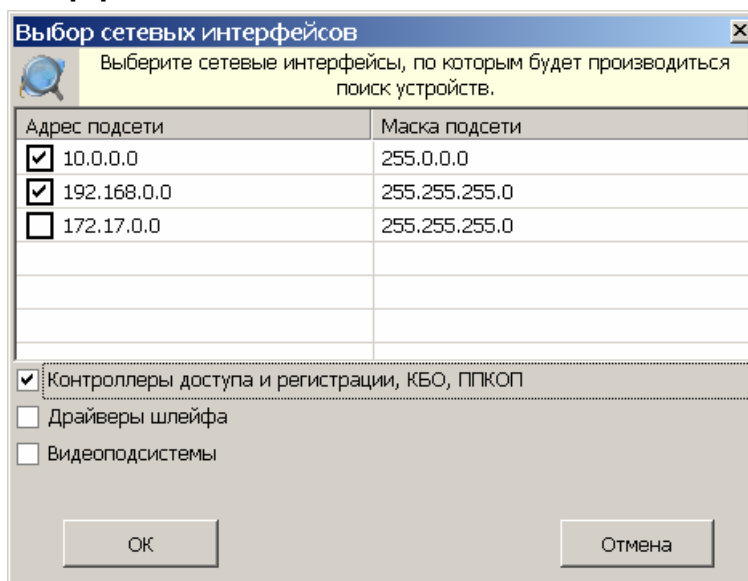 Выбор сетевых интерфейсов
Выберите сетевые интерфейсы, по которым будет производиться
поиск устройств.
Адрес подсети Маска подсети
10.0.0.0 255.0.0.0
192.168.0.0 255.255.255.0
172.17.0.0 255.255.255.0
Контроллеры доступа и регистрации, КБО, ППКОП
Драйверы шлейфа
Видеоподсистемы
ОК Отмена